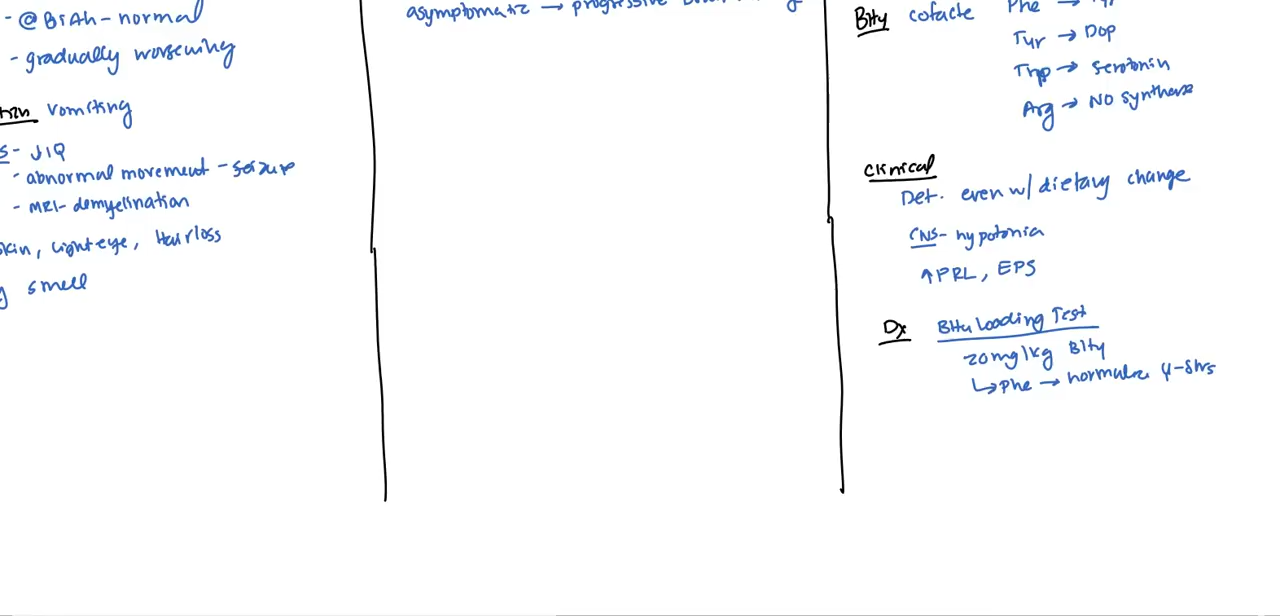 - @ BiAh - normal
- gradually worsening
vomiting
S - ↓IQ
- abnormal movement - seizure
- MRI - demyelination
skin, light eye, Hair loss
smell
asymptomatic → progressive
BH4 cofacte Phe →
Tyr → Dop
Trp → Serotonin
Arg → NO synthase
Clinical
Det. even w/ dietary change
CNS - hypotonia
↑PRL, EPS
Dx BH4 Loading Test
20mg/kg BH4
↳ Phe → normalize 4-8hrs